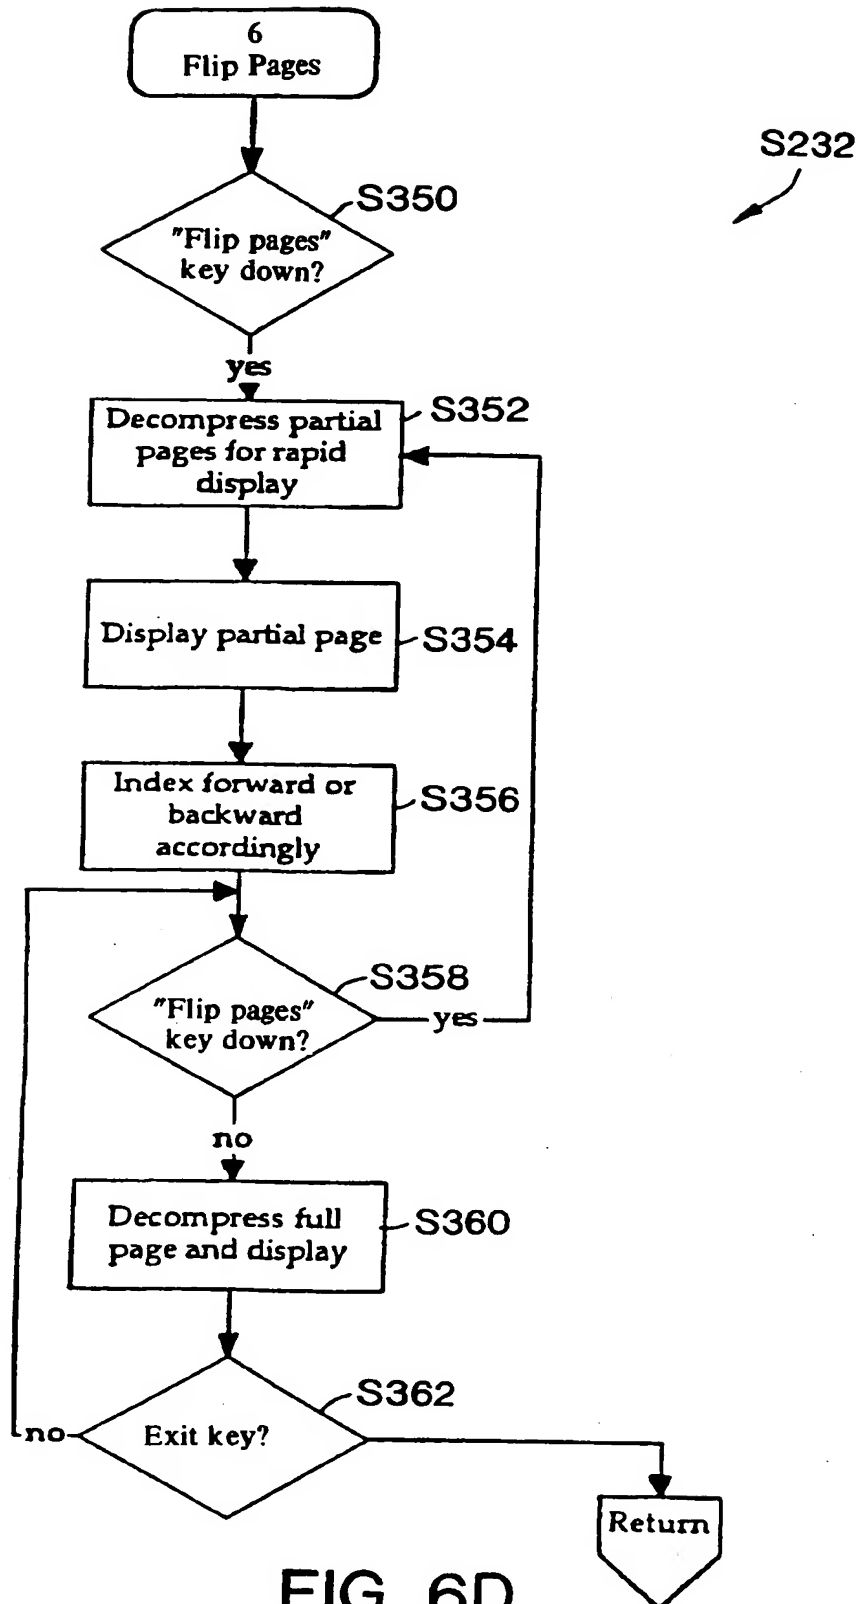 6
Flip Pages
S232
S350
"Flip pages"
key down?
yes
S352
Decompress partial
pages for rapid
display
Display partial page
S354
Index forward or
backward
accordingly
S356
S358
"Flip pages"
key down?
yes
no
Decompress full
page and display
S360
S362
Exit key?
no
Return
FIG. 6D